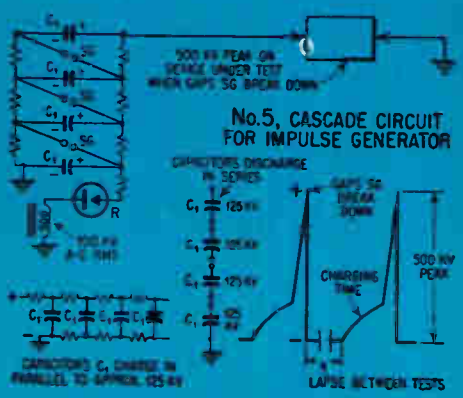 C₁
- +
SG
500 KV PEAK ON
DEVICE UNDER TEST
WHEN GAPS SG BREAK DOWN
C₁
- +
SG
C₁
- +
SG
C₁
- +
No.5, CASCADE CIRCUIT
FOR IMPULSE GENERATOR
R
100 KV
A-C RMS
CAPACITORS DISCHARGE
IN SERIES
C₁ 125 KV
C₁ 125 KV
C₁ 125 KV
C₁ 125
KV
+
GAPS SG
BREAK
DOWN
CHARGING
TIME
500 KV
PEAK
LAPSE BETWEEN TESTS
+
C₁ C₁ C₁ C₁
-
CAPACITORS C₁ CHARGE IN
PARALLEL TO APPROX. 125 KV